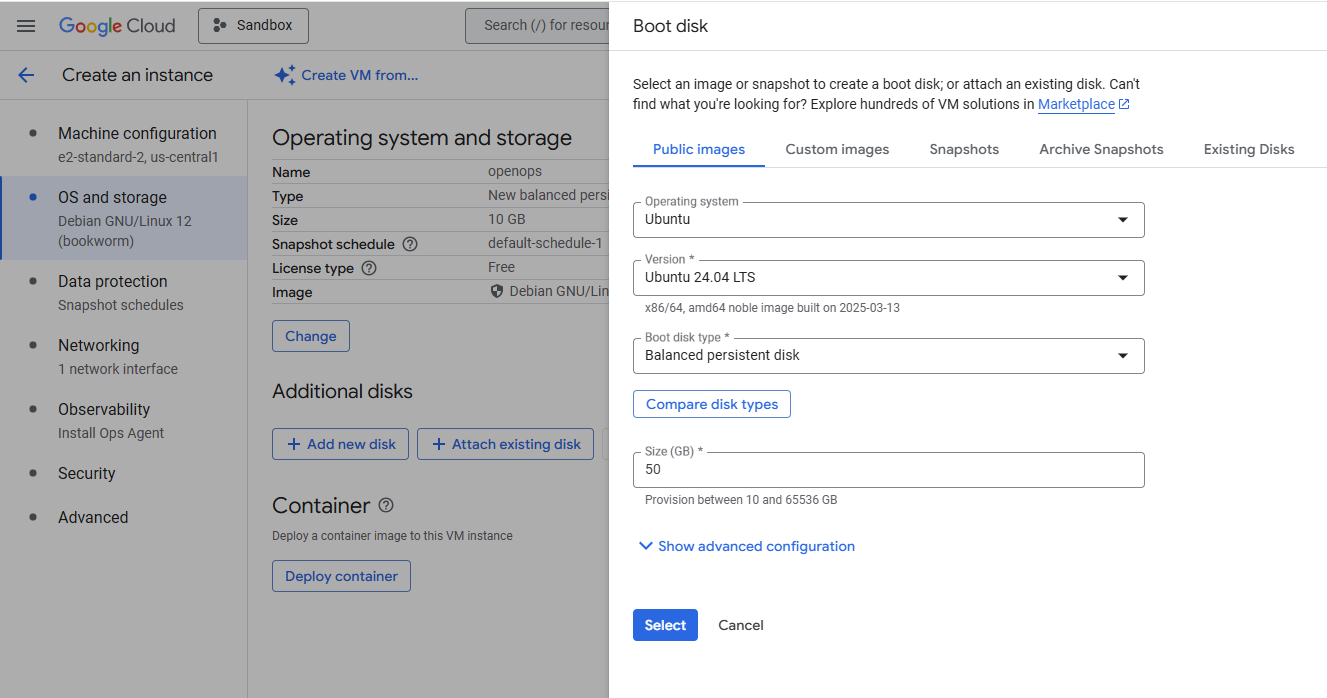 Google Cloud
Sandbox
Search (/) for resour
Create an instance
Create VM from...
Machine configuration
e2-standard-2, us-central1
OS and storage
Debian GNU/Linux 12
(bookworm)
Data protection
Snapshot schedules
Networking
1 network interface
Observability
Install Ops Agent
Security
Advanced
Operating system and storage
Name openops
Type New balanced persi
Size 10 GB
Snapshot schedule default-schedule-1
License type Free
Image Debian GNU/Lin
Change
Additional disks
Add new disk
Attach existing disk
Container
Deploy a container image to this VM instance
Deploy container
Boot disk
Select an image or snapshot to create a boot disk; or attach an existing disk. Can't
find what you're looking for? Explore hundreds of VM solutions in Marketplace
Public images Custom images Snapshots Archive Snapshots Existing Disks
Operating system
Ubuntu
Version *
Ubuntu 24.04 LTS
x86/64, amd64 noble image built on 2025-03-13
Boot disk type *
Balanced persistent disk
Compare disk types
Size (GB) *
50
Provision between 10 and 65536 GB
Show advanced configuration
Select Cancel